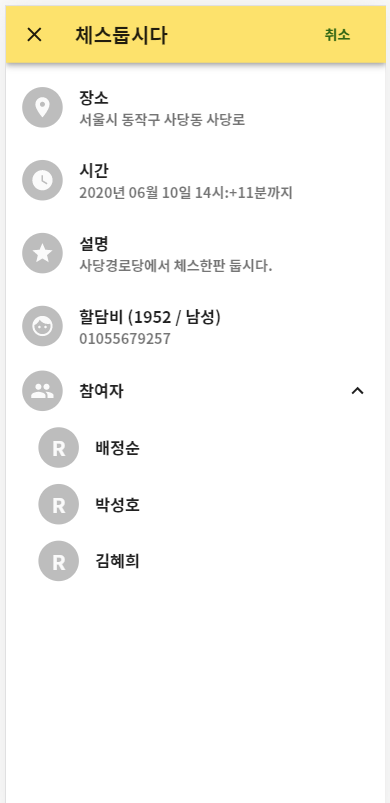 체스둡시다
취소
장소
서울시 동작구 사당동 사당로
시간
2020년 06월 10일 14시:+11분까지
설명
사당경로당에서 체스한판 둡시다.
할담비 (1952 / 남성)
01055679257
참여자
R
배정순
R
박성호
R
김혜희